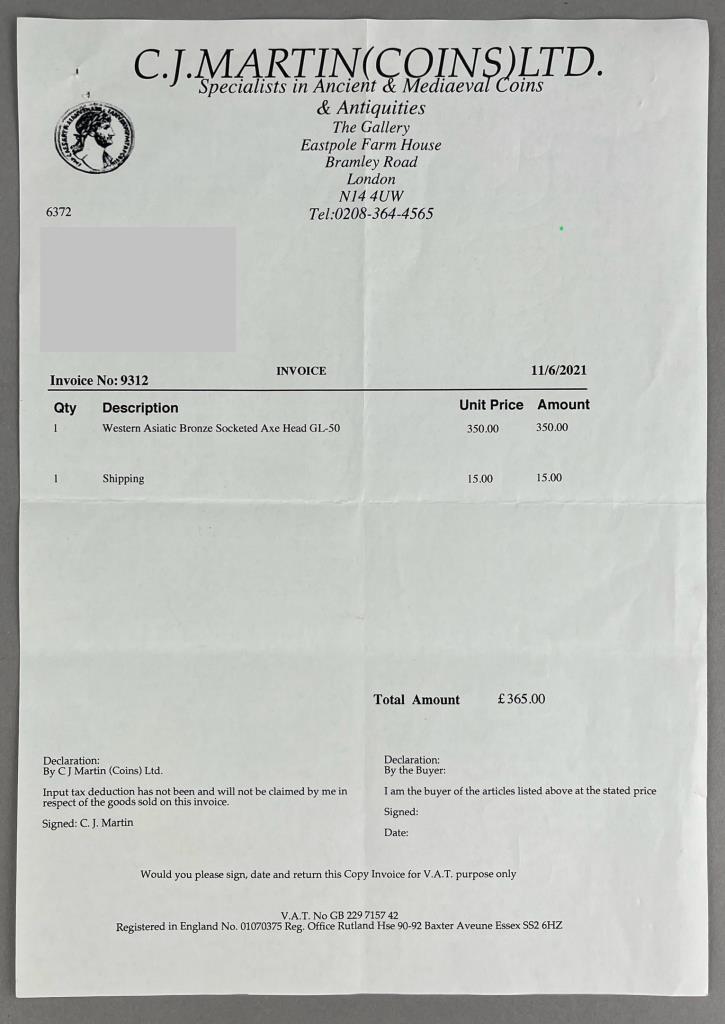 C.J.MARTIN(COINS)LTD.
Specialists in Ancient & Mediaeval Coins
& Antiquities
The Gallery
Eastpole Farm House
Bramley Road
London
N14 4UW
Tel:0208-364-4565
6372
INVOICE
11/6/2021
Invoice No: 9312
Qty Description Unit Price Amount
1 Western Asiatic Bronze Socketed Axe Head GL-50 350.00 350.00
1 Shipping 15.00 15.00
Total Amount £365.00
Declaration:
By C J Martin (Coins) Ltd.
Input tax deduction has not been and will not be claimed by me in
respect of the goods sold on this invoice.
Signed: C. J. Martin
Declaration:
By the Buyer:
I am the buyer of the articles listed above at the stated price
Signed:
Date:
Would you please sign, date and return this Copy Invoice for V.A.T. purpose only
V.A.T. No GB 229 7157 42
Registered in England No. 01070375 Reg. Office Rutland Hse 90-92 Baxter Aveune Essex SS2 6HZ